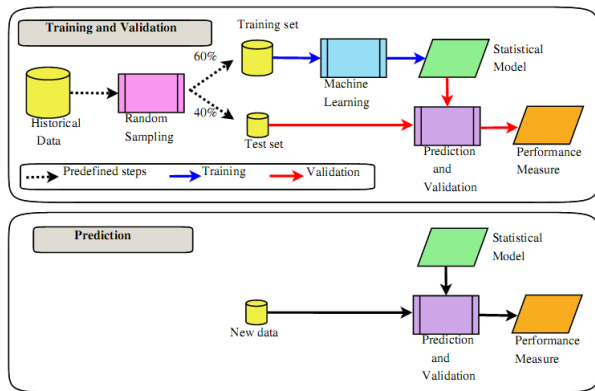 Training and Validation
Training set
60%
40%
Historical
Data
Random
Sampling
Machine
Learning
Statistical
Model
Test set
Prediction
and
Validation
Performance
Measure
Predefined steps
Training
Validation
Prediction
Statistical
Model
New data
Prediction
and
Validation
Performance
Measure